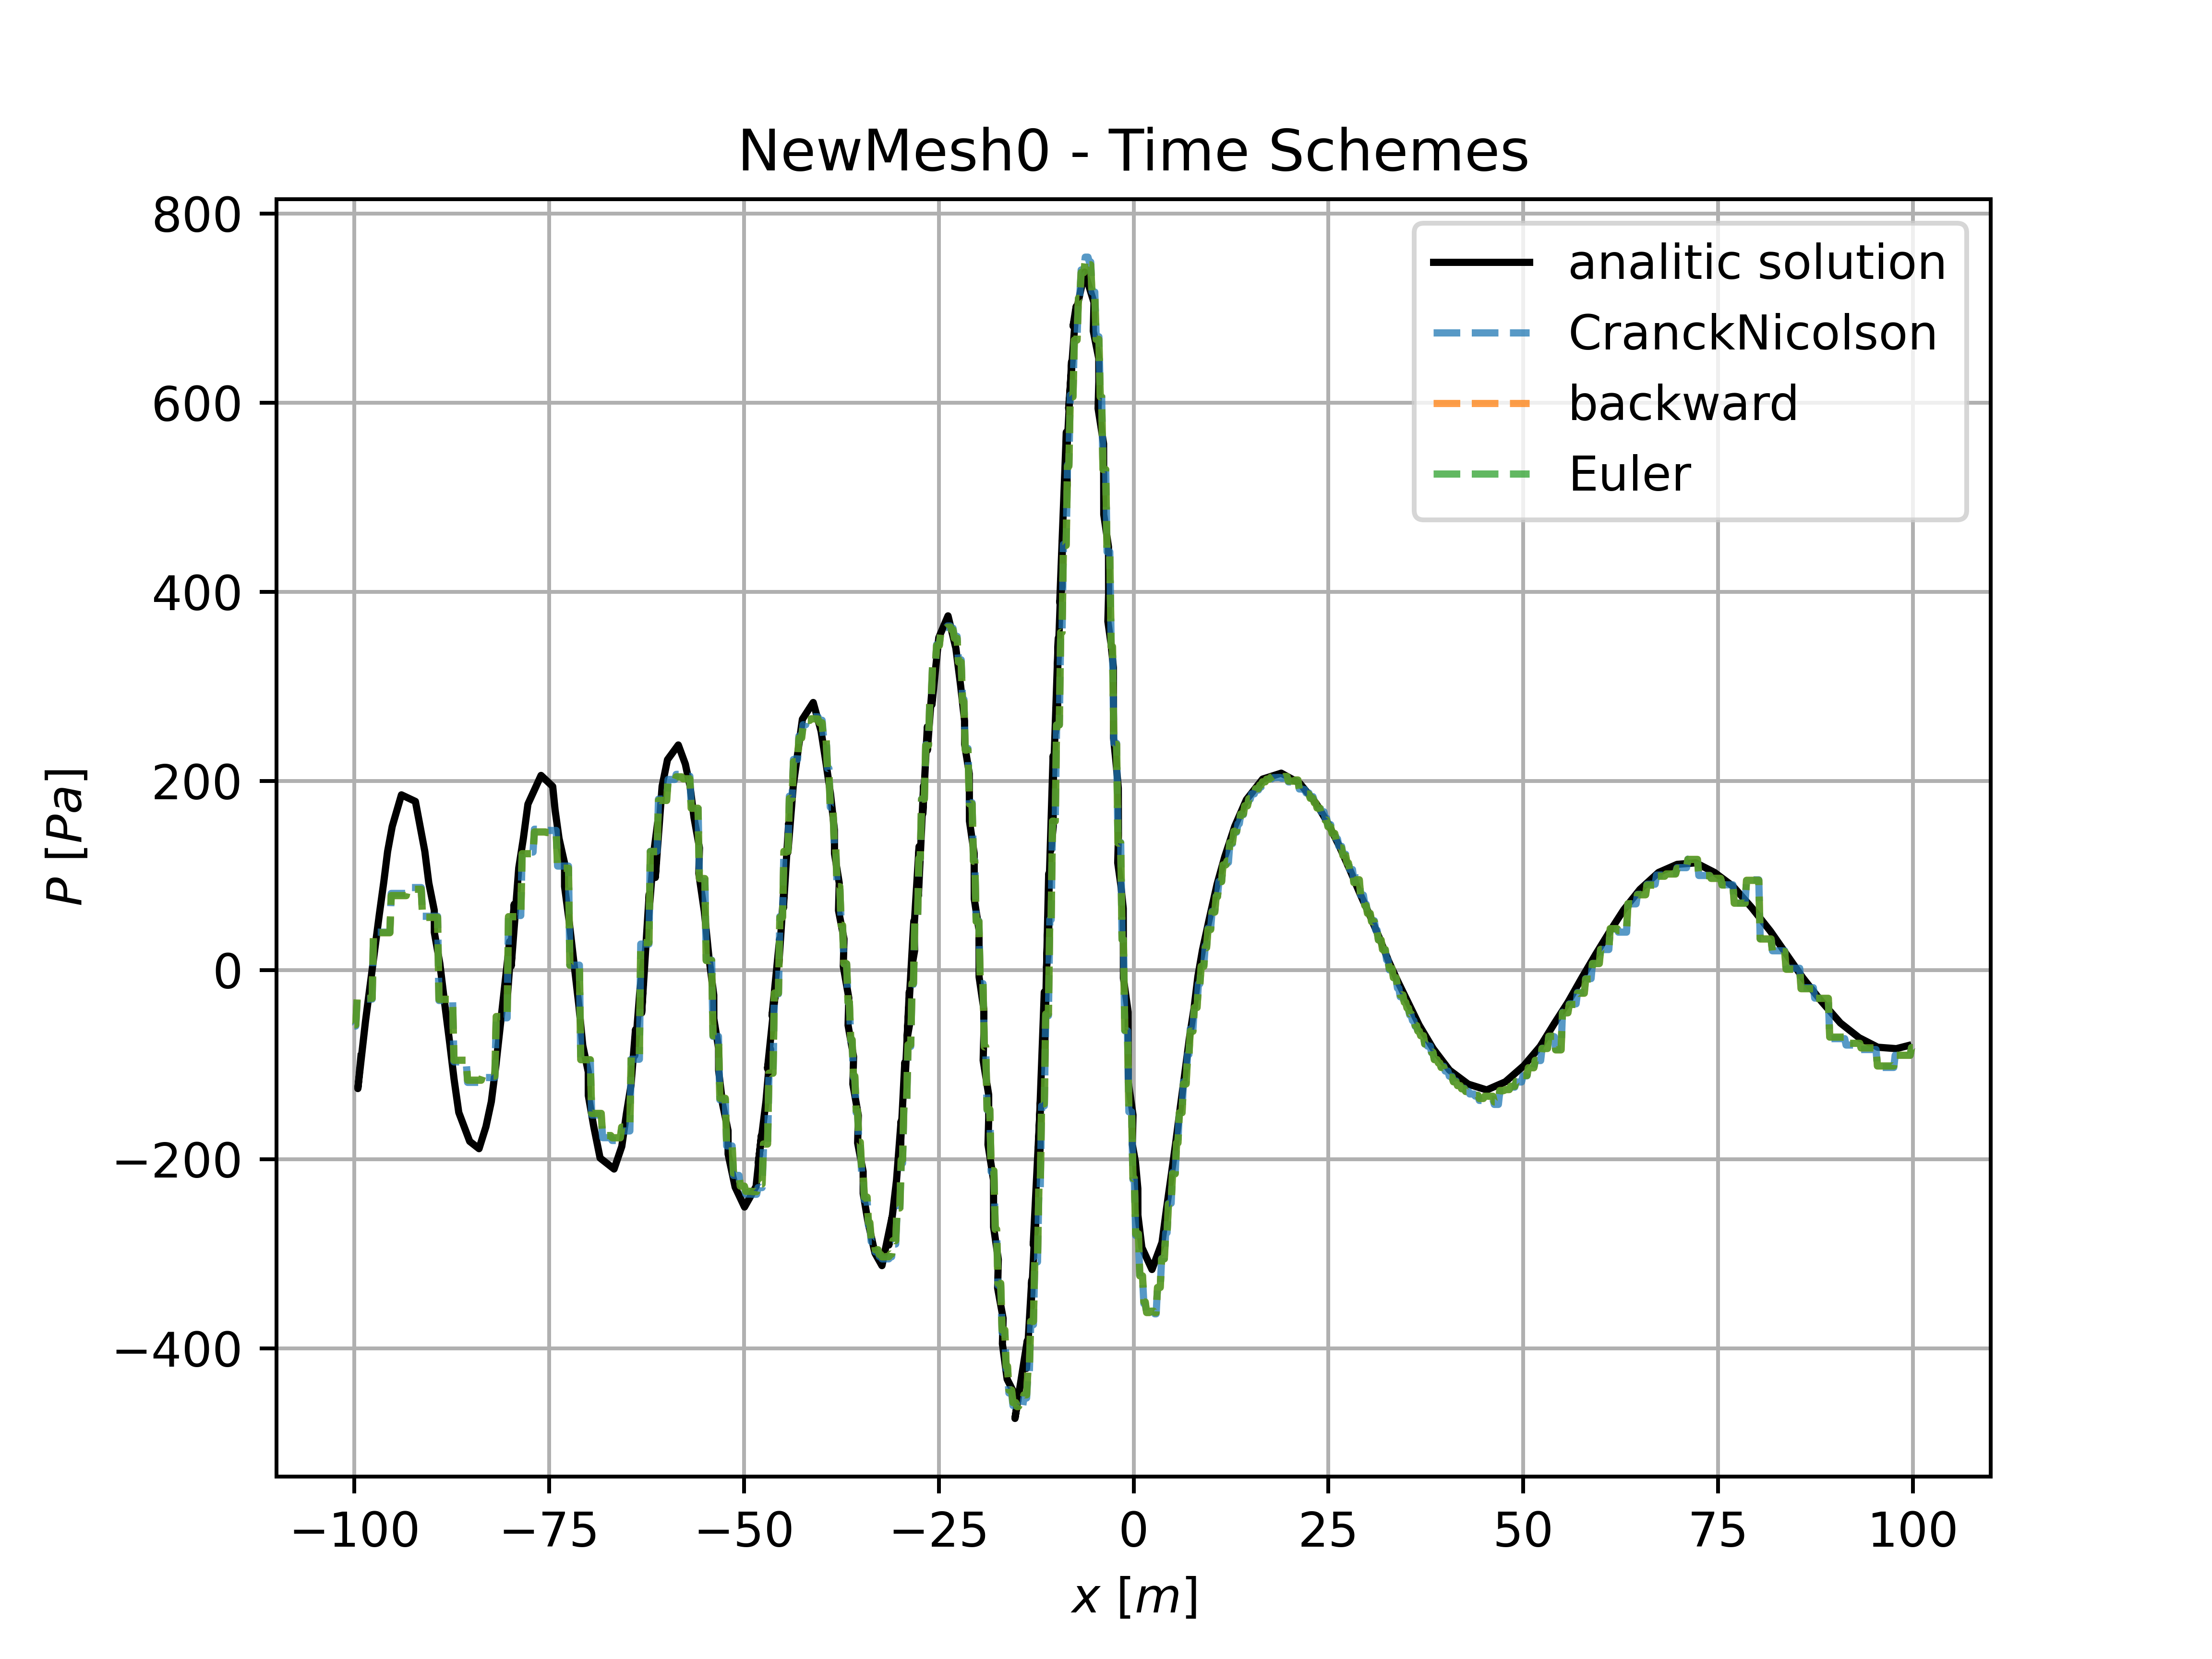 NewMesh0 - Time Schemes
800
600
400
200
0
−200
−400
P [Pa]
analitic solution
CranckNicolson
backward
Euler
−100 −75 −50 −25 0 25 50 75 100
x [m]